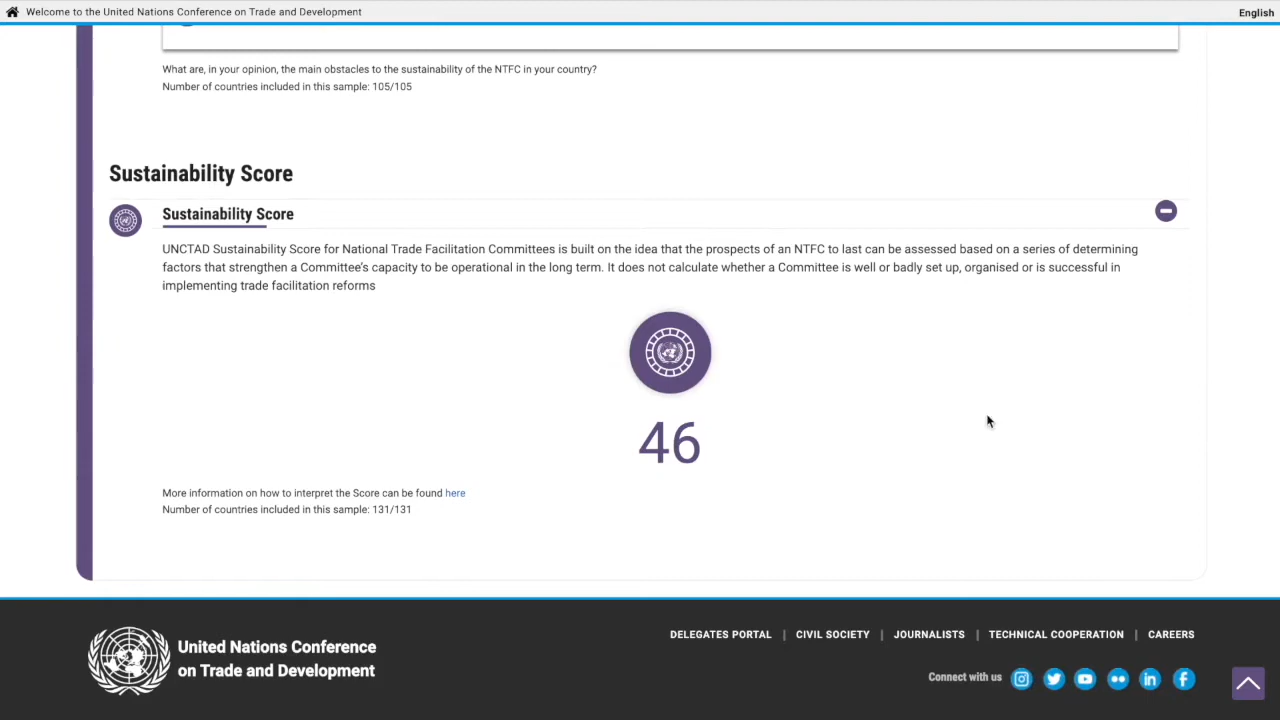 Welcome to the United Nations Conference on Trade and Development
English
What are, in your opinion, the main obstacles to the sustainability of the NTFC in your country?
Number of countries included in this sample: 105/105
Sustainability Score
Sustainability Score
UNCTAD Sustainability Score for National Trade Facilitation Committees is built on the idea that the prospects of an NTFC to last can be assessed based on a series of determining
factors that strengthen a Committee's capacity to be operational in the long term. It does not calculate whether a Committee is well or badly set up, organised or is successful in
implementing trade facilitation reforms
46
More information on how to interpret the Score can be found here
Number of countries included in this sample: 131/131
United Nations Conference
on Trade and Development
DELEGATES PORTAL | CIVIL SOCIETY | JOURNALISTS | TECHNICAL COOPERATION | CAREERS
Connect with us